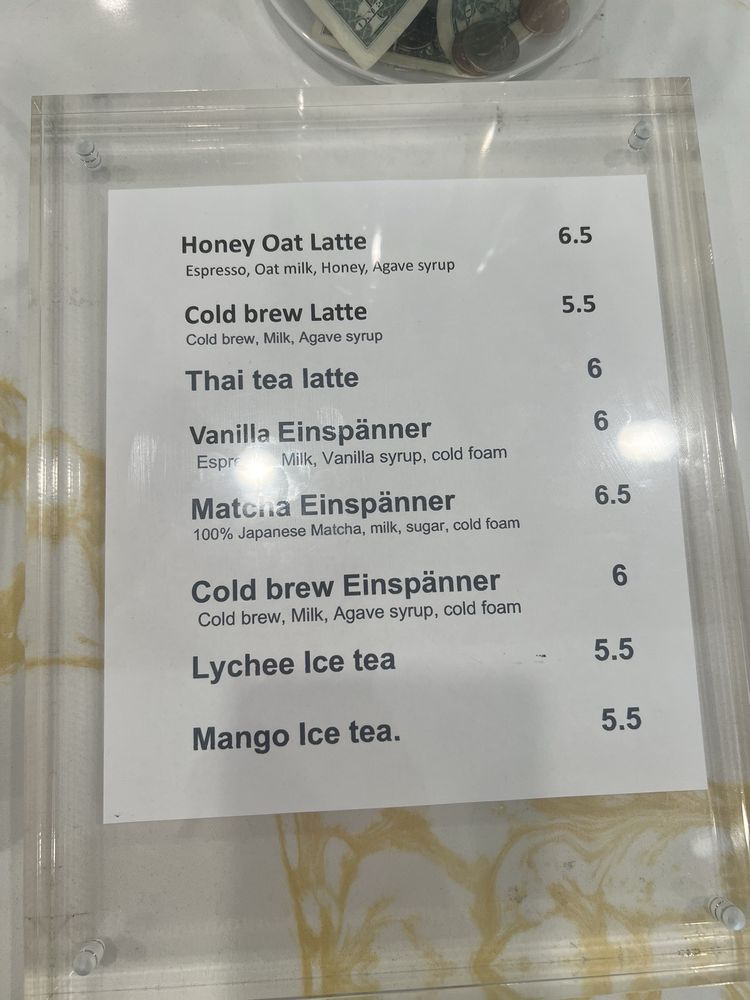 Honey Oat Latte 6.5
Espresso, Oat milk, Honey, Agave syrup
Cold brew Latte 5.5
Cold brew, Milk, Agave syrup
Thai tea latte 6
Vanilla Einspänner 6
Milk, Vanilla syrup, cold foam
Matcha Einspänner 6.5
100% Japanese Matcha, milk, sugar, cold foam
Cold brew Einspänner 6
Cold brew, Milk, Agave syrup, cold foam
Lychee Ice tea 5.5
Mango Ice tea. 5.5